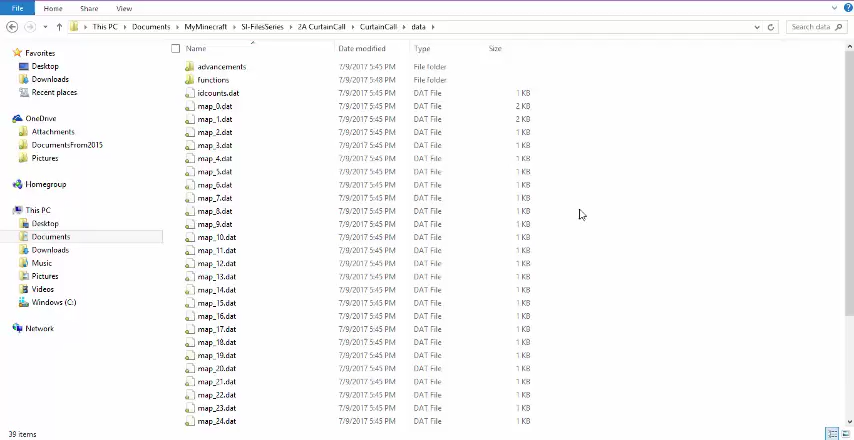 File Home Share View
This PC Documents MyMinecraft SI-FilesSeries 2A CurtainCall CurtainCall data Search data
Name Date modified Type Size
Favorites
Desktop
Downloads
Recent places
OneDrive
Attachments
DocumentsFrom2015
Pictures
Homegroup
This PC
Desktop
Documents
Downloads
Music
Pictures
Videos
Windows (C:)
Network
advancements 7/9/2017 5:45 PM File folder
functions 7/9/2017 5:48 PM File folder
idcounts.dat 7/9/2017 5:45 PM DAT File 1 KB
map_0.dat 7/9/2017 5:45 PM DAT File 2 KB
map_1.dat 7/9/2017 5:45 PM DAT File 2 KB
map_2.dat 7/9/2017 5:45 PM DAT File 1 KB
map_3.dat 7/9/2017 5:45 PM DAT File 1 KB
map_4.dat 7/9/2017 5:45 PM DAT File 1 KB
map_5.dat 7/9/2017 5:45 PM DAT File 1 KB
map_6.dat 7/9/2017 5:45 PM DAT File 1 KB
map_7.dat 7/9/2017 5:45 PM DAT File 1 KB
map_8.dat 7/9/2017 5:45 PM DAT File 1 KB
map_9.dat 7/9/2017 5:45 PM DAT File 1 KB
map_10.dat 7/9/2017 5:45 PM DAT File 1 KB
map_11.dat 7/9/2017 5:45 PM DAT File 1 KB
map_12.dat 7/9/2017 5:45 PM DAT File 1 KB
map_13.dat 7/9/2017 5:45 PM DAT File 1 KB
map_14.dat 7/9/2017 5:45 PM DAT File 1 KB
map_15.dat 7/9/2017 5:45 PM DAT File 1 KB
map_16.dat 7/9/2017 5:45 PM DAT File 1 KB
map_17.dat 7/9/2017 5:45 PM DAT File 1 KB
map_18.dat 7/9/2017 5:45 PM DAT File 1 KB
map_19.dat 7/9/2017 5:45 PM DAT File 1 KB
map_20.dat 7/9/2017 5:45 PM DAT File 1 KB
map_21.dat 7/9/2017 5:45 PM DAT File 1 KB
map_22.dat 7/9/2017 5:45 PM DAT File 1 KB
map_23.dat 7/9/2017 5:45 PM DAT File 1 KB
map_24.dat 7/9/2017 5:45 PM DAT File 1 KB
39 items